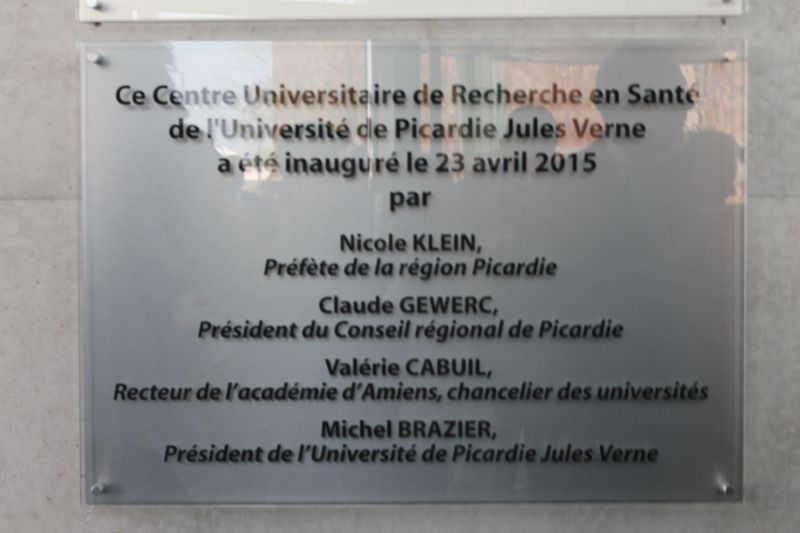 Ce Centre Universitaire de Recherche en Santé
de l'Université de Picardie Jules Verne
a été inauguré le 23 avril 2015
par
Nicole KLEIN,
Préfète de la région Picardie
Claude GEWERC,
Président du Conseil régional de Picardie
Valérie CABUIL,
Recteur de l'académie d'Amiens, chancelier des universités
Michel BRAZIER,
Président de l'Université de Picardie Jules Verne